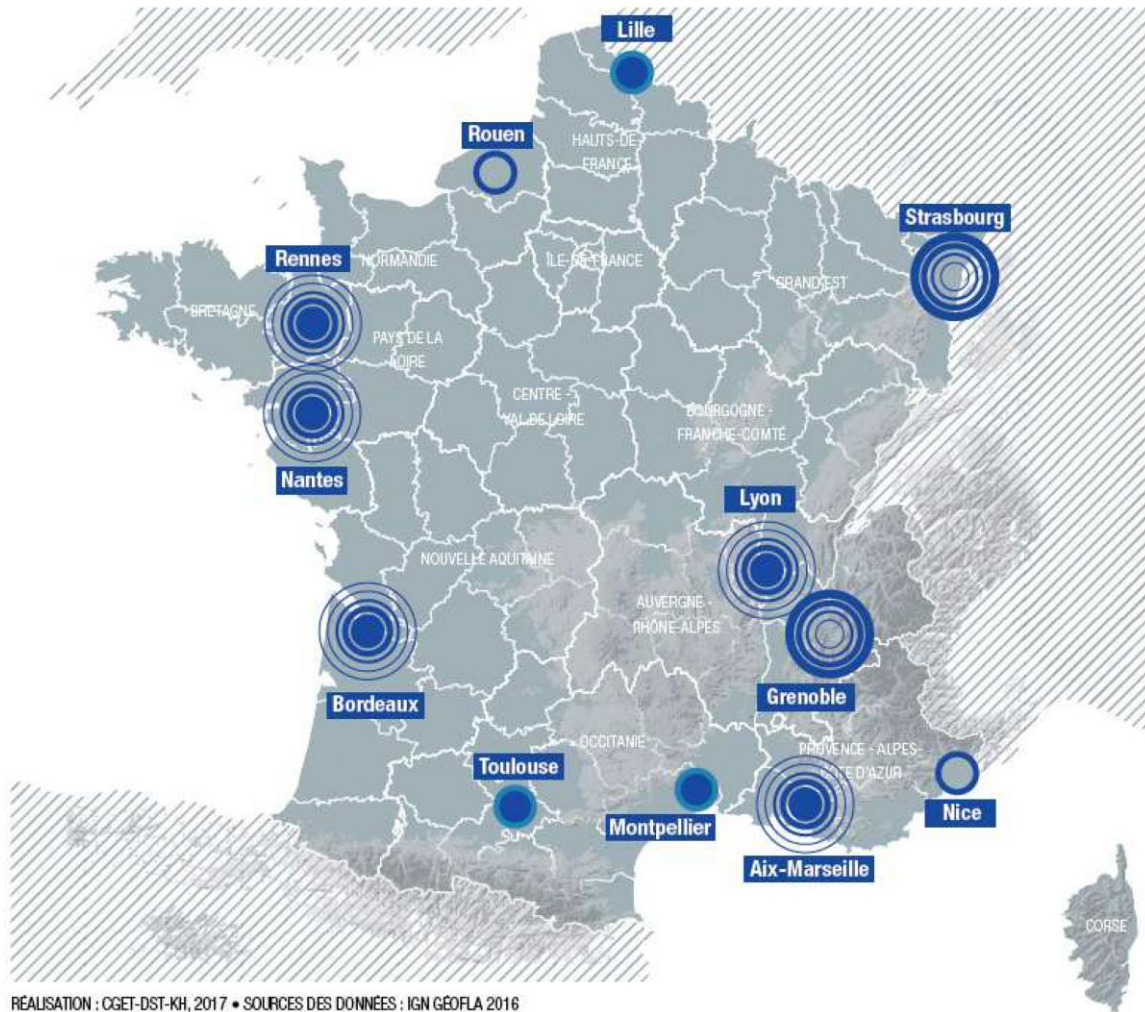 Lille
Rouen
HAUTS-DE-
FRANCE
Strasbourg
Rennes
NORMANDIE
ÎLE-DE-FRANCE
GRAND EST
BRETAGNE
PAYS DE LA
LOIRE
CENTRE -
VAL DE LOIRE
BOURGOGNE -
FRANCHE-COMTÉ
Nantes
Lyon
NOUVELLE AQUITAINE
AUVERGNE -
RHÔNE-ALPES
Bordeaux
Grenoble
OCCITANIE
PROVENCE - ALPES-
CÔTE D'AZUR
Toulouse
Montpellier
Nice
Aix-Marseille
CORSE
RÉALISATION : CGET-DST-KH, 2017 • SOURCES DES DONNÉES : IGN GÉOFLA 2016